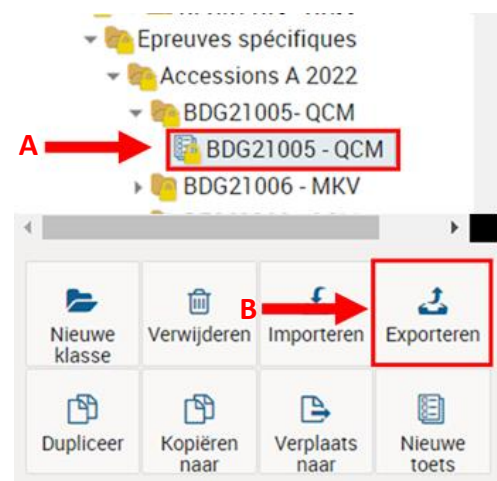 Epreuves spécifiques
Accessions A 2022
BDG21005- QCM
A
BDG21005 - QCM
BDG21006 - MKV
B
Nieuwe klasse
Verwijderen
Importeren
Exporteren
Dupliceer
Kopiëren naar
Verplaats naar
Nieuwe toets